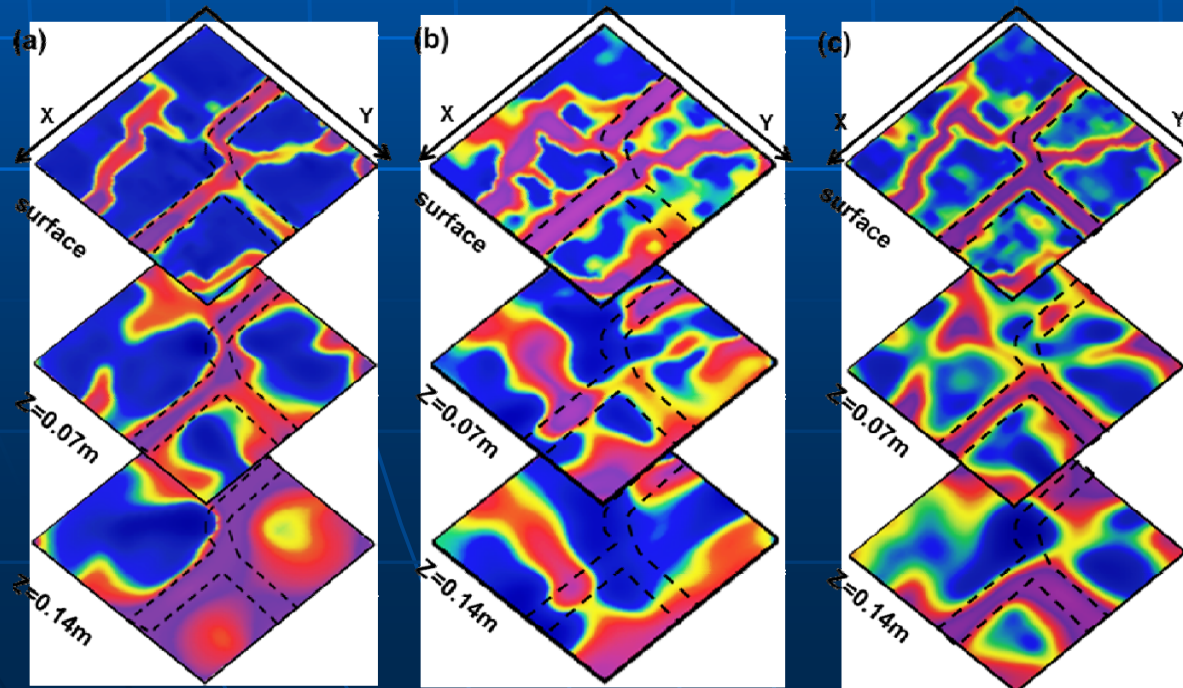 (a)
X
Y
surface
Z=0.07m
Z=0.14m
(b)
X
Y
surface
Z=0.07m
Z=0.14m
(c)
X
Y
surface
Z=0.07m
Z=0.14m